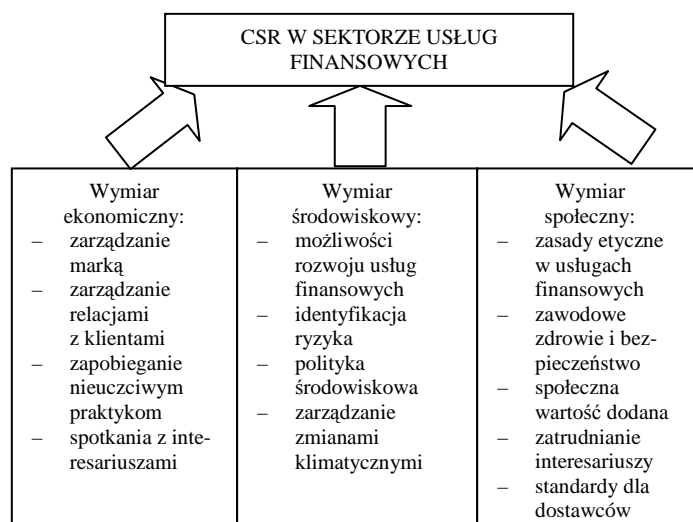 CSR W SEKTORZE USŁUG
FINANSOWYCH
Wymiar
ekonomiczny:
– zarządzanie
marką
– zarządzanie
relacjami
z klientami
– zapobieganie
nieuczciwym
praktykom
– spotkania z inte-
resariuszami
Wymiar
środowiskowy:
– możliwości
rozwoju usług
finansowych
– identyfikacja
ryzyka
– polityka
środowiskowa
– zarządzanie
zmianami
klimatycznymi
Wymiar
społeczny:
– zasady etyczne
w usługach
finansowych
– zawodowe
zdrowie i bez-
pieczeństwo
– społeczna
wartość dodana
– zatrudnianie
interesariuszy
– standardy dla
dostawców